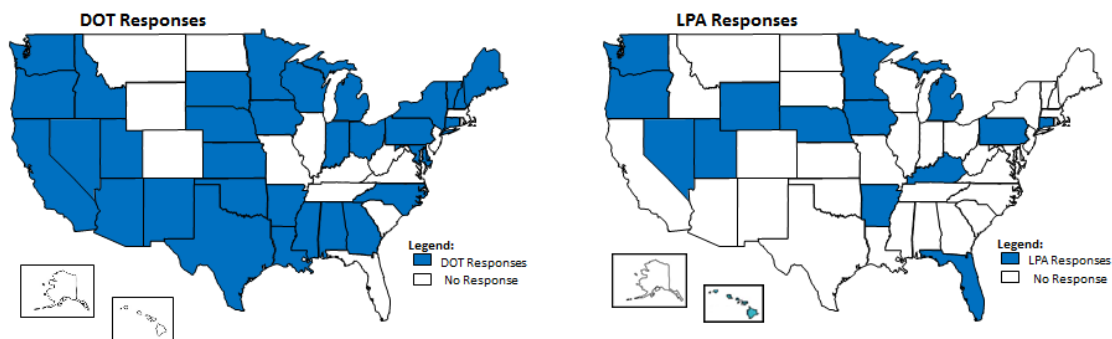 DOT Responses
Legend:
DOT Responses
No Response
LPA Responses
Legend:
LPA Responses
No Response